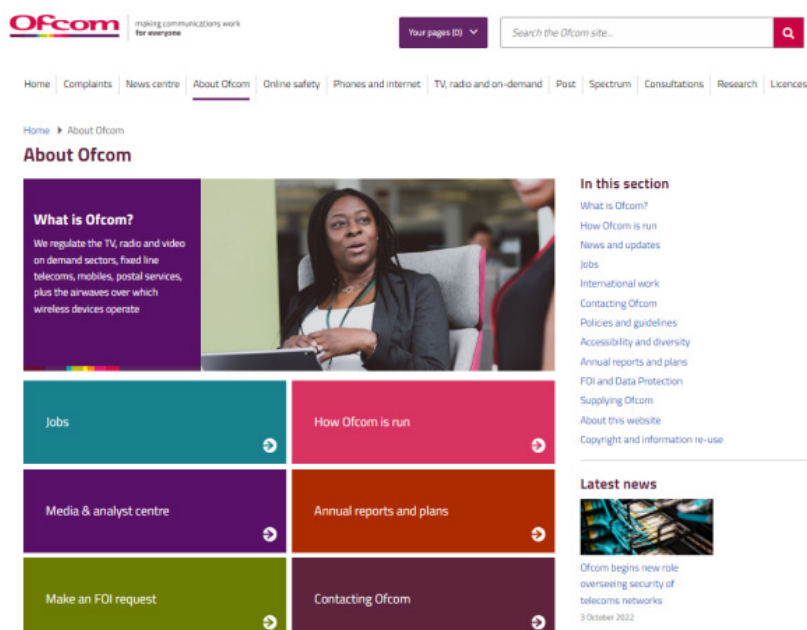 Ofcom
making communications work
for everyone
Your pages (0)
Search the Ofcom site...
Home
Complaints
News centre
About Ofcom
Online safety
Phones and internet
TV, radio and on-demand
Post
Spectrum
Consultations
Research
Licences
Home
About Ofcom
About Ofcom
What is Ofcom?
We regulate the TV, radio and video
on demand sectors, fixed line
telecoms, mobiles, postal services,
plus the airwaves over which
wireless devices operate
Jobs
How Ofcom is run
Media & analyst centre
Annual reports and plans
Make an FOI request
Contacting Ofcom
In this section
What is Ofcom?
How Ofcom is run
News and updates
Jobs
International work
Contacting Ofcom
Policies and guidelines
Accessibility and diversity
Annual reports and plans
FOI and Data Protection
Supplying Ofcom
About this website
Copyright and information re-use
Latest news
Ofcom begins new role
overseeing security of
telecoms networks
3 October 2022